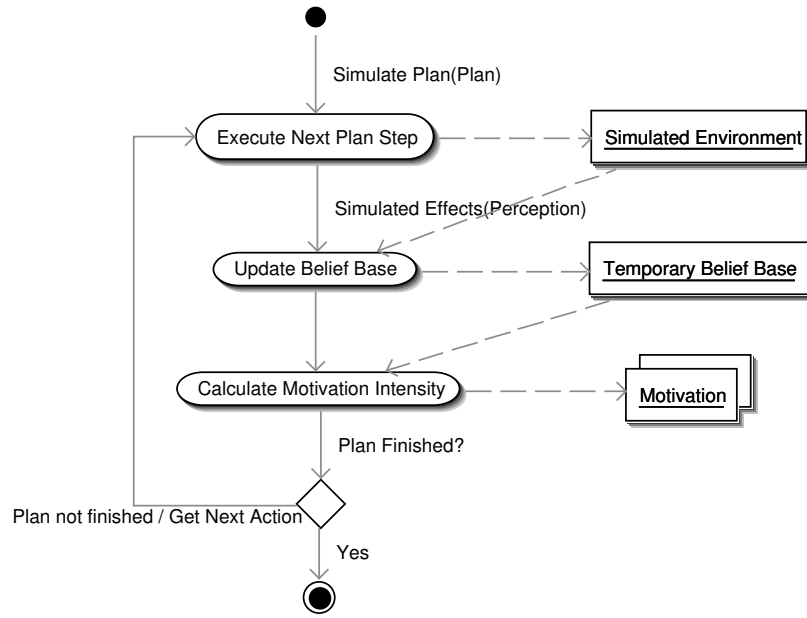 Simulate Plan(Plan)
Execute Next Plan Step
Simulated Environment
Simulated Effects(Perception)
Update Belief Base
Temporary Belief Base
Calculate Motivation Intensity
Motivation
Plan Finished?
Plan not finished / Get Next Action
Yes